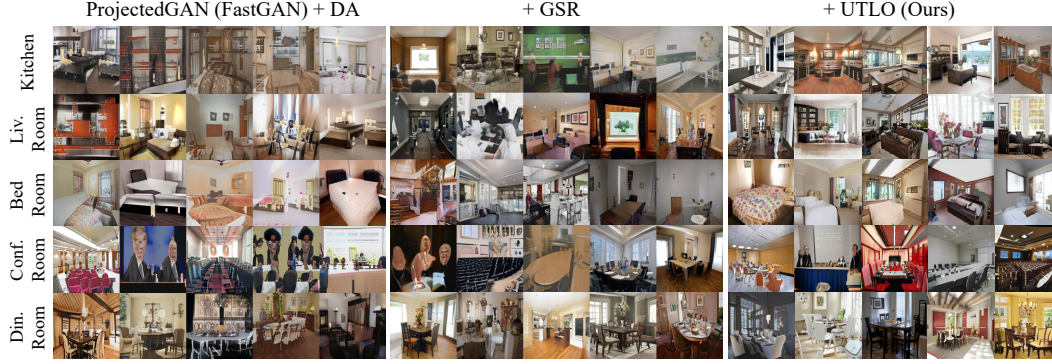 ProjectedGAN (FastGAN) + DA
+ GSR
+ UTLO (Ours)
Kitchen
Liv.
Room
Bed
Room
Conf.
Room
Din.
Room